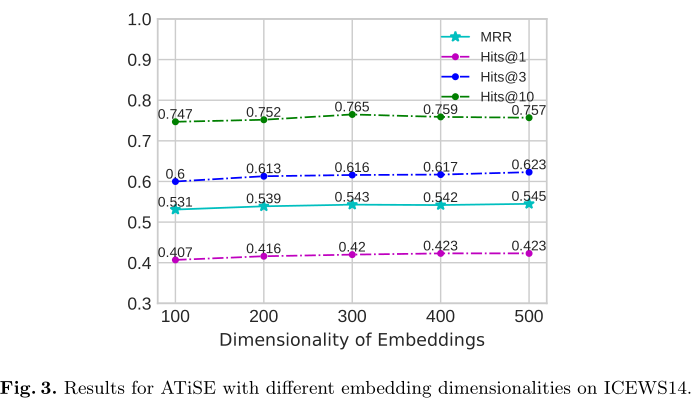 1.0
0.9
0.8
0.7
0.6
0.5
0.4
0.3
MRR
Hits@1
Hits@3
Hits@10
0.747 0.752 0.765 0.759 0.757
0.6 0.613 0.616 0.617 0.623
0.531 0.539 0.543 0.542 0.545
0.407 0.416 0.42 0.423 0.423
100 200 300 400 500
Dimensionality of Embeddings
Fig. 3. Results for ATiSE with different embedding dimensionalities on ICEWS14.